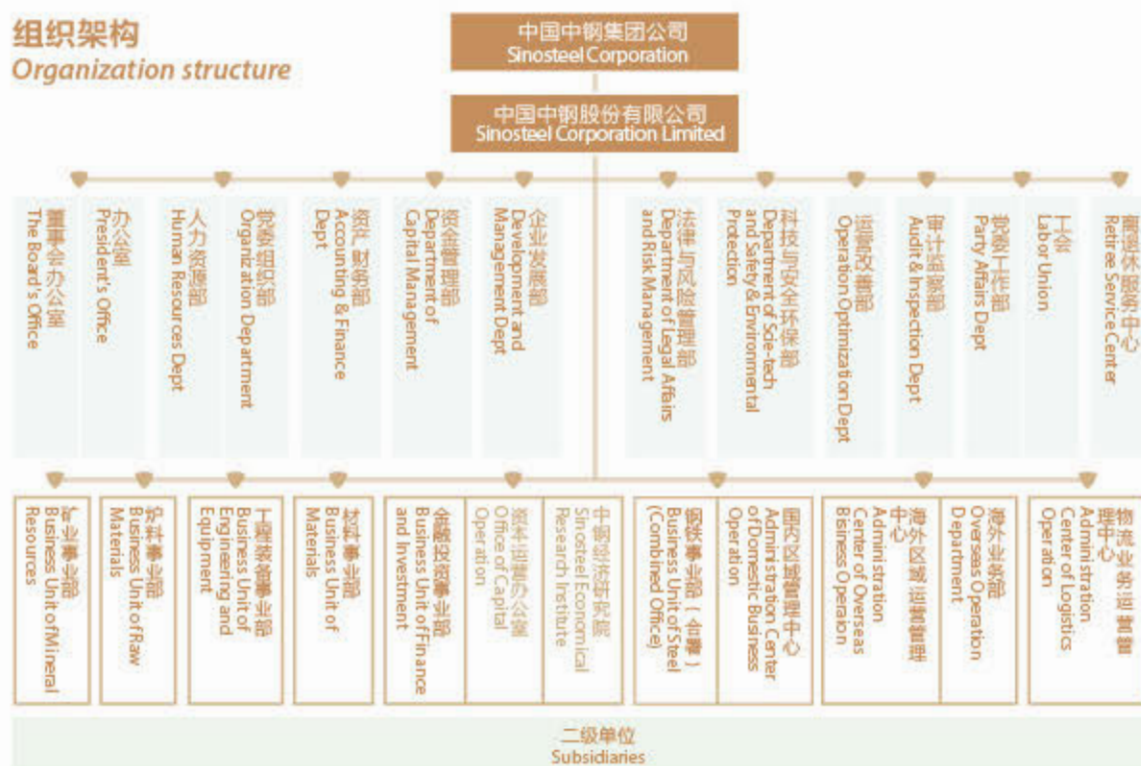 组织架构
Organization structure
中国中钢集团公司
Sinosteel Corporation
中国中钢股份有限公司
Sinosteel Corporation Limited
董事会办公室
The Board's Office
办公室
President's Office
人力资源部
Human Resources Dept
党委组织部
Organization Department
资产财务部
Accounting & Finance
Dept
资金管理部
Department of
Capital Management
企业发展部
Development and
Management Dept
法律与风险管理部
Department of Legal Affairs
and Risk Management
科技与安全环保部
Department of Scie-tech
and Safety & Environmental
Protection
运营改善部
Operation Optimization Dept
审计监察部
Audit & Inspection Dept
党委工作部
Party Affairs Dept
工会
Labor Union
离退休服务中心
Retiree Service Center
矿业事业部
Business Unit of Mineral
Resources
炉料事业部
Business Unit of Raw
Materials
工程装备事业部
Business Unit of
Engineering and
Equipment
材料事业部
Business Unit of
Materials
金融投资事业部
Business Unit of Finance
and Investment
资本运营办公室
Office of Capital
Operation
中钢经济研究院
Sinosteel Economical
Research Institute
钢铁事业部（合署）
Business Unit of Steel
(Combined Office)
国内区域管理中心
Administration Center
of Domestic Business
Operation
海外区域运营管理
中心
Administration
Center of Overseas
Bisiness Operaion
海外业务部
Overseas Operation
Department
物流业务运营管
理中心
Administration
Center of Logistics
Operation
二级单位
Subsidiaries